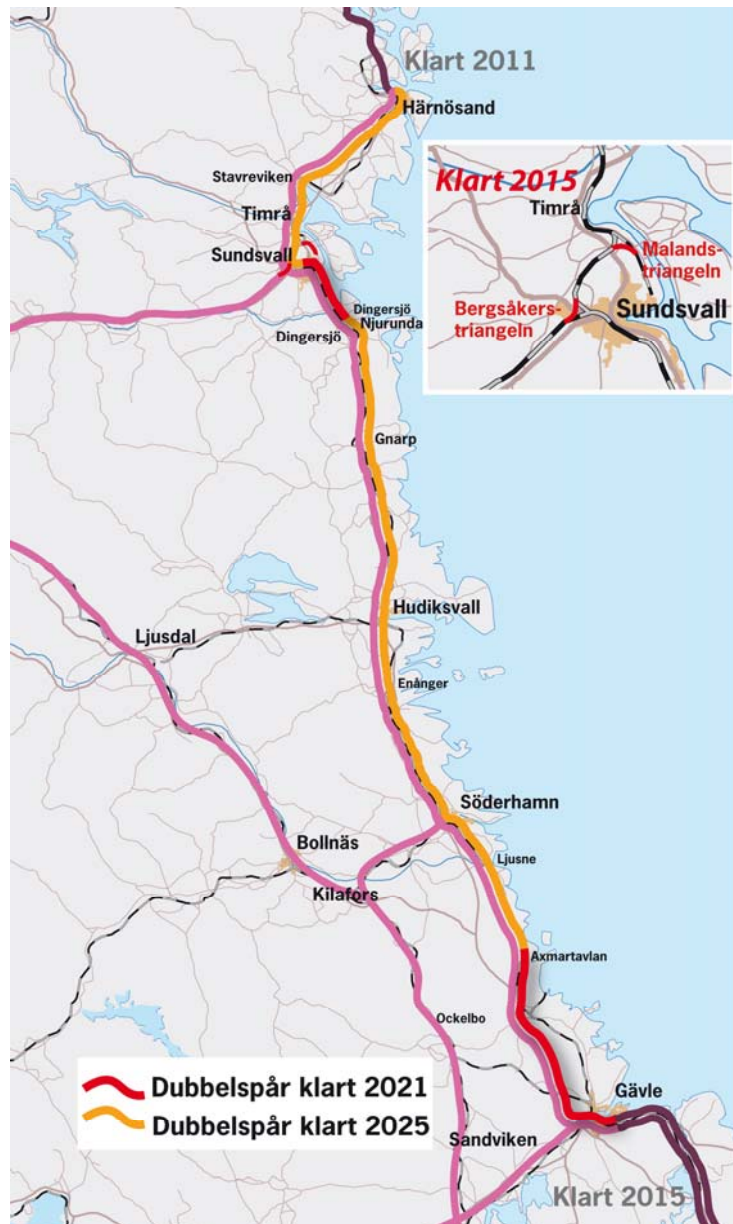 Klart 2011
Härnösand
Stavreviken
Timrå
Sundsvall
Dingersjö
Njurunda
Dingersjö
Gnarp
Hudiksvall
Ljusdal
Enånger
Söderhamn
Bollnäs
Ljusne
Kilafors
Axmartavlan
Ockelbo
Gävle
Sandviken
Klart 2015
Klart 2015
Timrå
Malands-
triangeln
Bergsåkers-
triangeln
Sundsvall
Dubbelspår klart 2021
Dubbelspår klart 2025